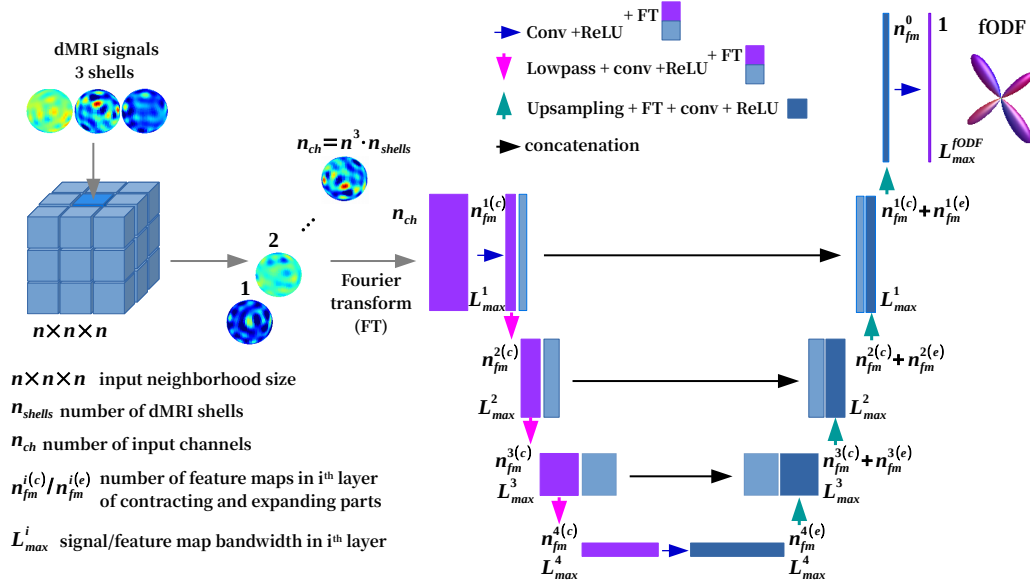 dMRI signals
3 shells
n×n×n
n_ch=n^3·n_shells
...
2
1
Fourier
transform
(FT)
Conv +ReLU + FT
Lowpass + conv +ReLU + FT
Upsampling + FT + conv + ReLU
concatenation
n_ch
n_fm^1(c)
L_max^1
n_fm^2(c)
L_max^2
n_fm^3(c)
L_max^3
n_fm^4(c)
L_max^4
n_fm^4(e)
L_max^4
n_fm^3(c)+n_fm^3(e)
L_max^3
n_fm^2(c)+n_fm^2(e)
L_max^2
n_fm^1(c)+n_fm^1(e)
L_max^1
n_fm^0
1
fODF
L_max^fODF
n×n×n input neighborhood size
n_shells number of dMRI shells
n_ch number of input channels
n_fm^i(c)/n_fm^i(e) number of feature maps in i^th layer
of contracting and expanding parts
L_max^i signal/feature map bandwidth in i^th layer